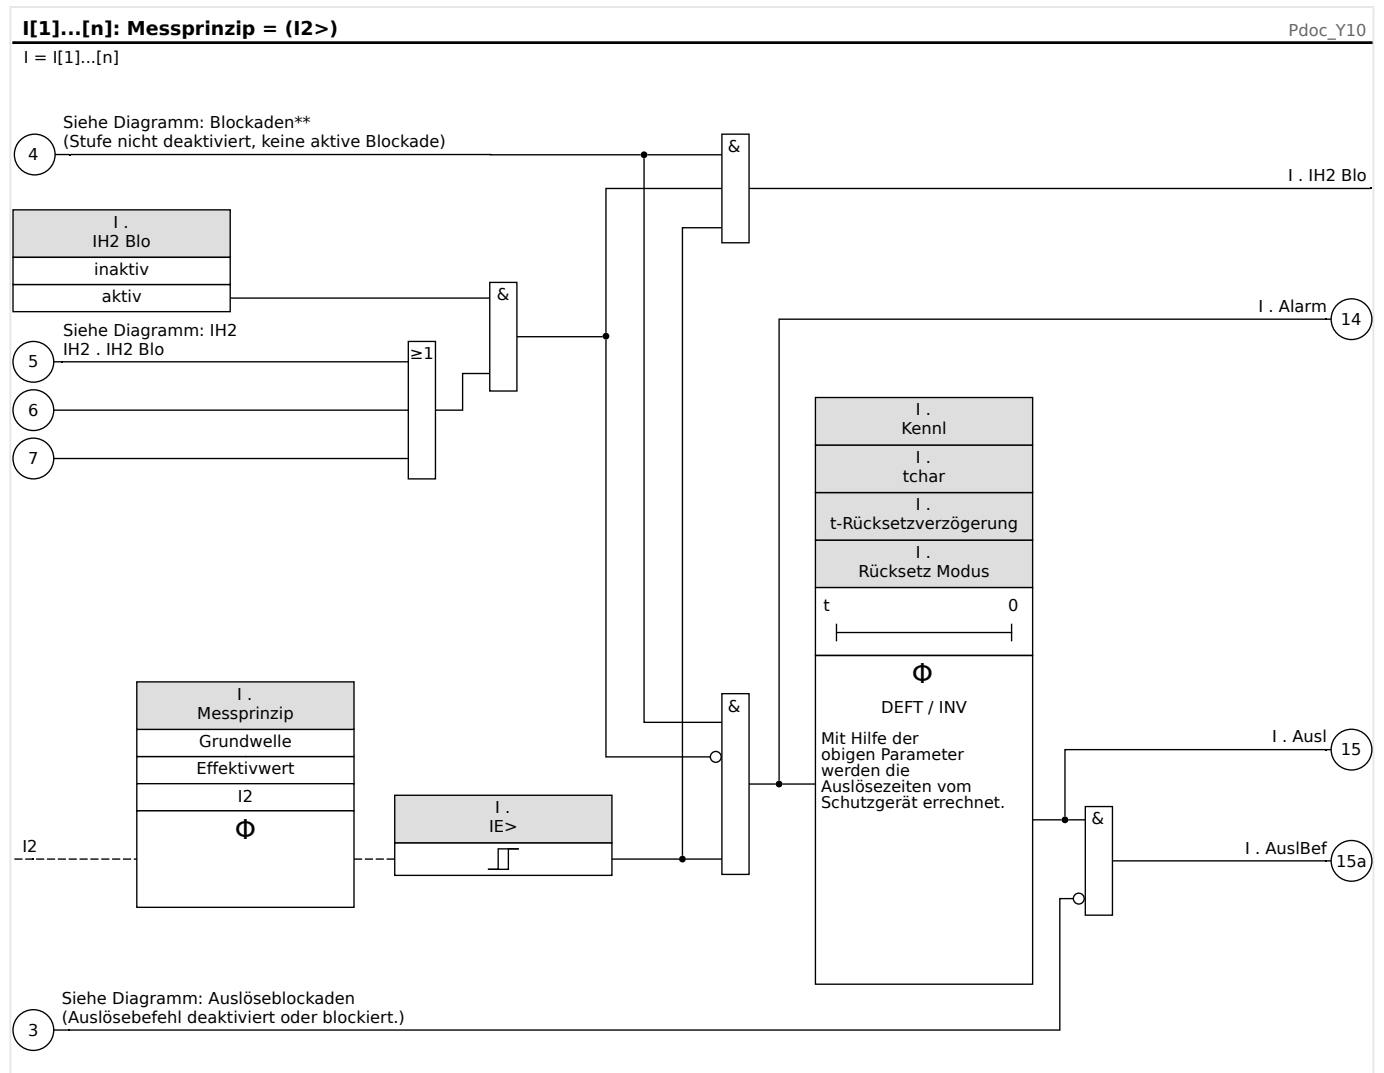 I[1]...[n]: Messprinzip = (I2>)
Pdoc_Y10
I = I[1]...[n]
Siehe Diagramm: Blockaden**
(Stufe nicht deaktiviert, keine aktive Blockade)
4
&
I . IH2 Blo
I .
IH2 Blo
inaktiv
aktiv
&
I . Alarm
14
Siehe Diagramm: IH2
IH2 . IH2 Blo
5
≥1
6
7
I .
Kennl
I .
tchar
I .
t-Rücksetzverzögerung
I .
Rücksetz Modus
t 0
Φ
DEFT / INV
Mit Hilfe der
obigen Parameter
werden die
Auslösezeiten vom
Schutzgerät errechnet.
I .
Messprinzip
Grundwelle
Effektivwert
I2
Φ
I2
I .
IE>
&
I . Ausl
15
&
I . AuslBef
15a
Siehe Diagramm: Auslöseblockaden
(Auslösebefehl deaktiviert oder blockiert.)
3